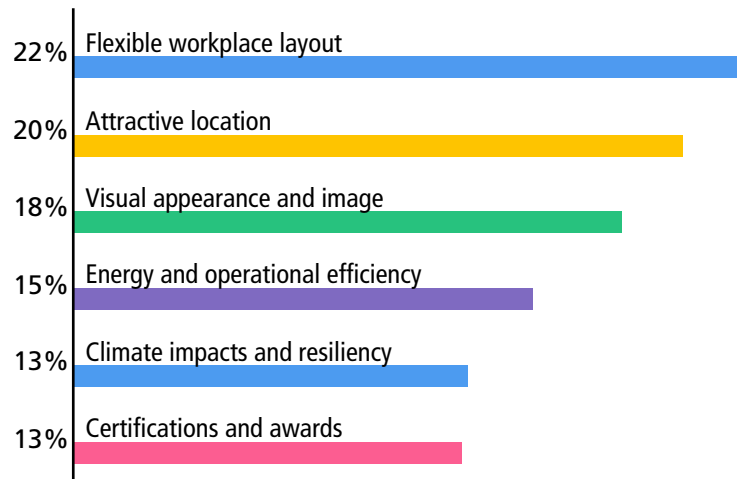 22% Flexible workplace layout
20% Attractive location
18% Visual appearance and image
15% Energy and operational efficiency
13% Climate impacts and resiliency
13% Certifications and awards